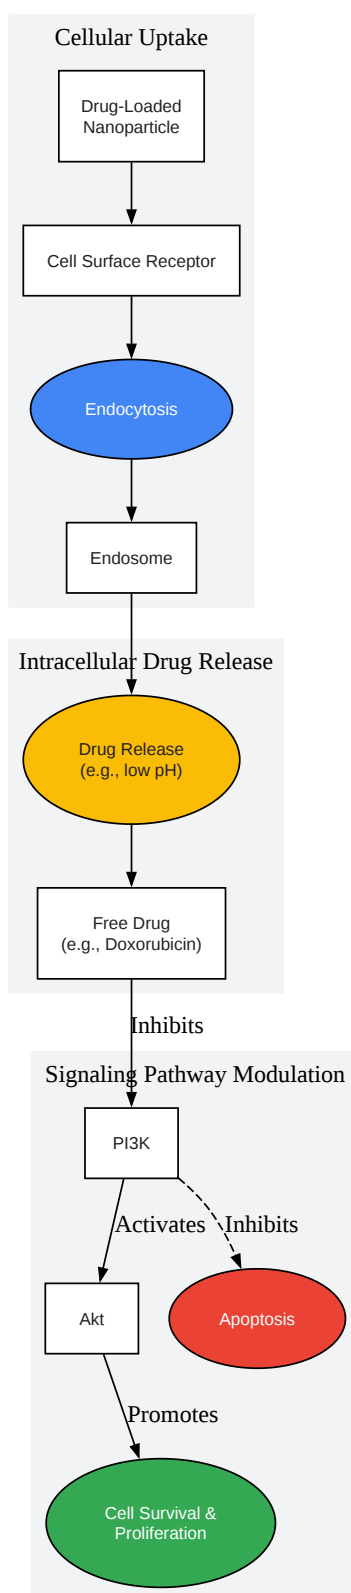 Cellular Uptake
Drug-Loaded
Nanoparticle
Cell Surface Receptor
Endocytosis
Endosome
Intracellular Drug Release
Drug Release
(e.g., low pH)
Free Drug
(e.g., Doxorubicin)
Inhibits
Signaling Pathway Modulation
PI3K
Activates
Inhibits
Akt
Apoptosis
Promotes
Cell Survival &
Proliferation